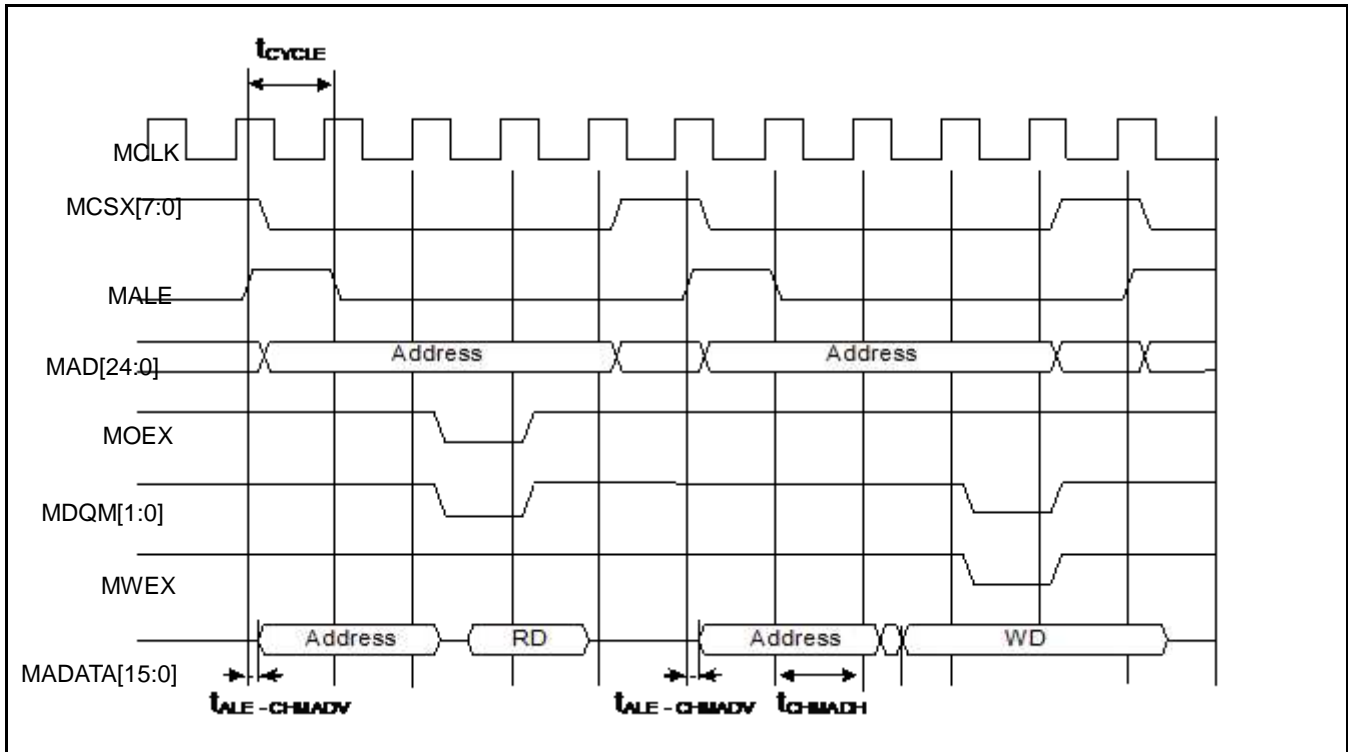 tCYCLE
MCLK
MCSX[7:0]
MALE
MAD[24:0] Address Address
MOEX
MDQM[1:0]
MWEX
MADATA[15:0] Address RD Address WD
tALE - CHMADV tALE - CHMADV tCHMADH